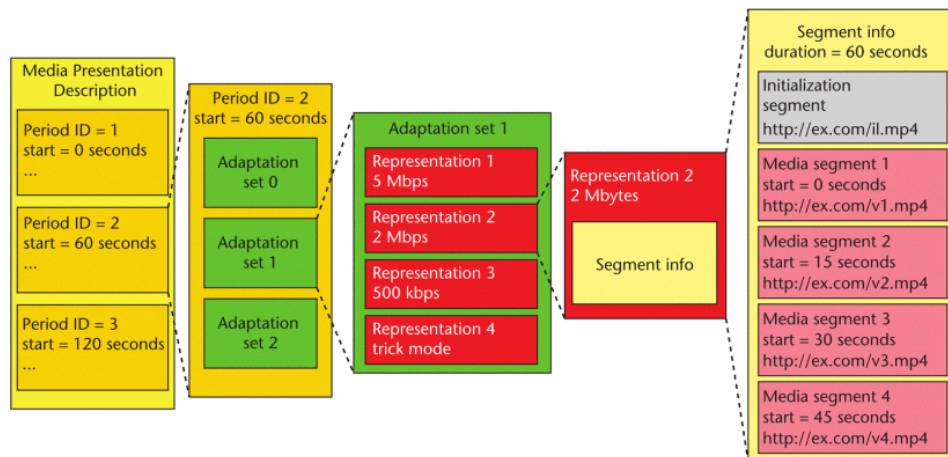 Media Presentation
Description
Period ID = 1
start = 0 seconds
...
Period ID = 2
start = 60 seconds
...
Period ID = 3
start = 120 seconds
...
Period ID = 2
start = 60 seconds
Adaptation
set 0
Adaptation
set 1
Adaptation
set 2
Adaptation set 1
Representation 1
5 Mbps
Representation 2
2 Mbps
Representation 3
500 kbps
Representation 4
trick mode
Representation 2
2 Mbytes
Segment info
Segment info
duration = 60 seconds
Initialization
segment
http://ex.com/il.mp4
Media segment 1
start = 0 seconds
http://ex.com/v1.mp4
Media segment 2
start = 15 seconds
http://ex.com/v2.mp4
Media segment 3
start = 30 seconds
http://ex.com/v3.mp4
Media segment 4
start = 45 seconds
http://ex.com/v4.mp4